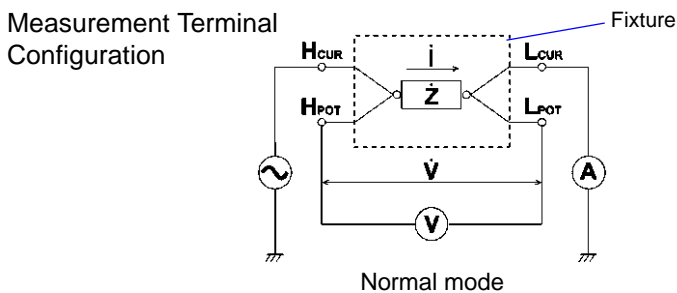 Measurement Terminal
Configuration
Fixture
HCUR
i
LCUR
Ż
HPOT
LPOT
V̇
A
V
Normal mode